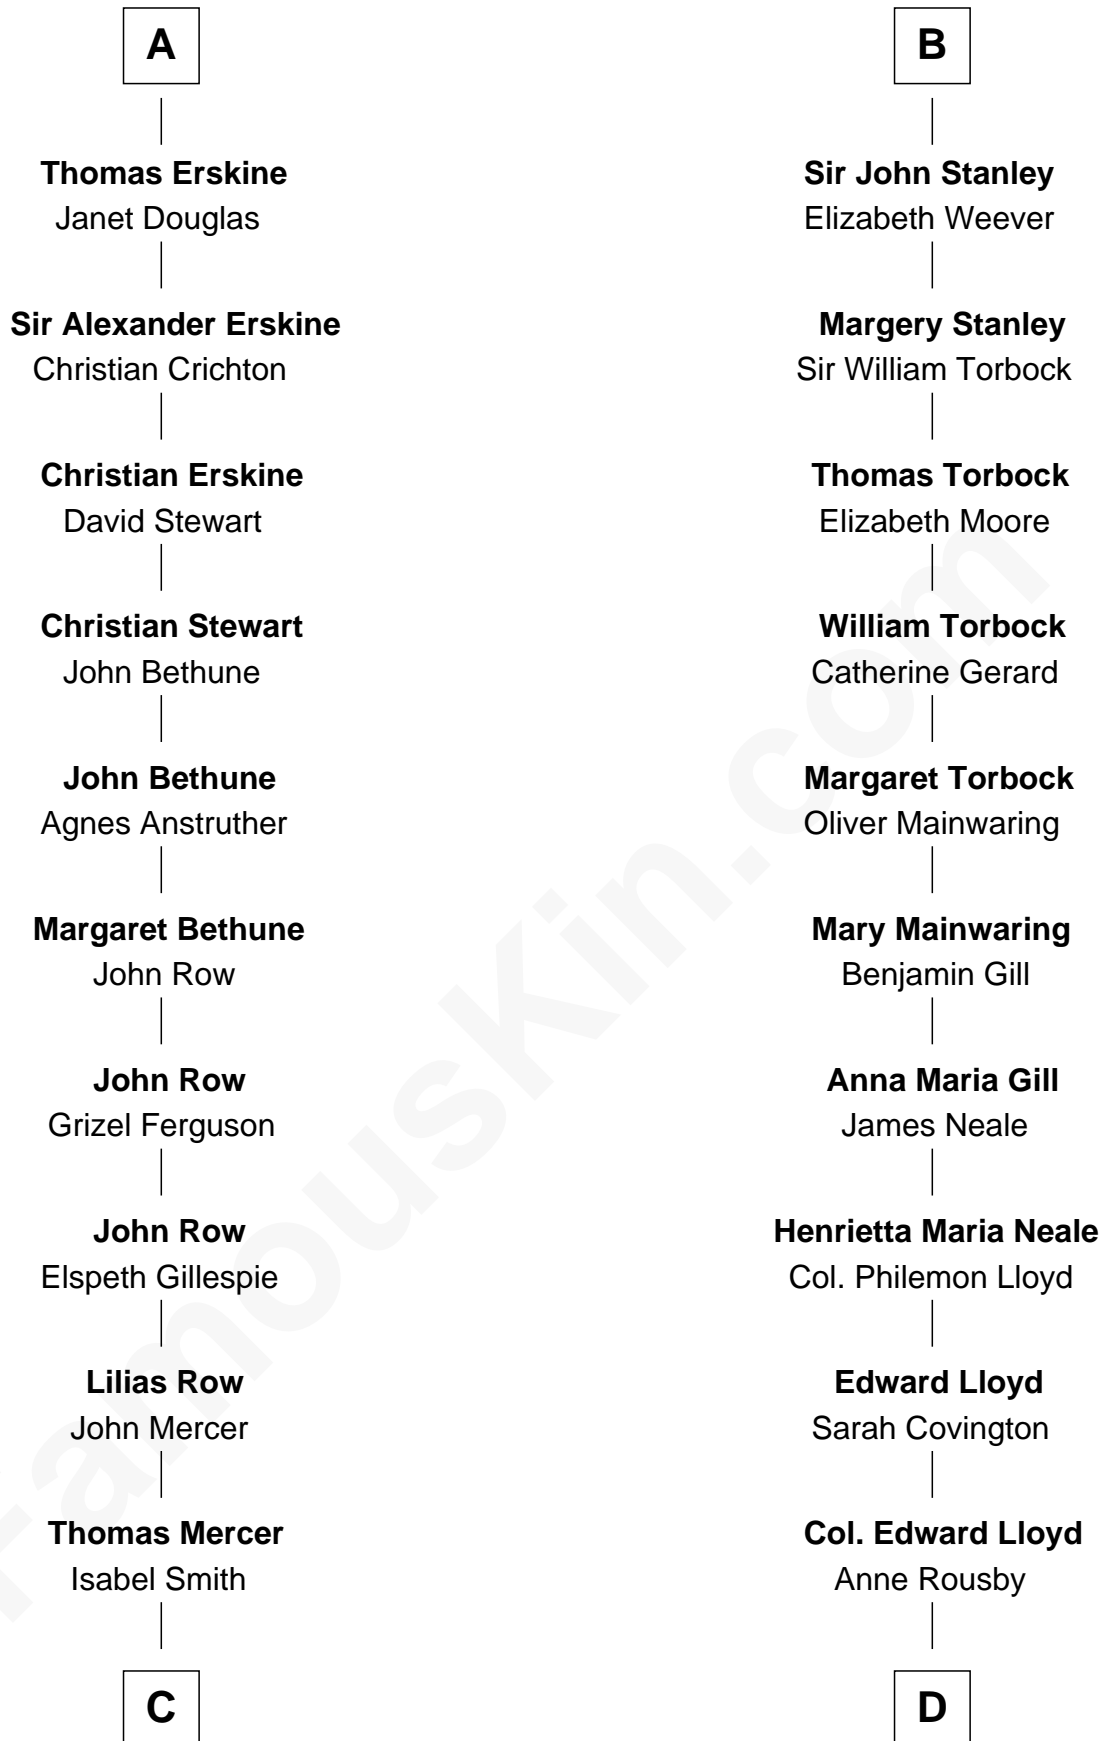 A
Thomas Erskine
Janet Douglas
Sir Alexander Erskine
Christian Crichton
Christian Erskine
David Stewart
Christian Stewart
John Bethune
John Bethune
Agnes Anstruther
Margaret Bethune
John Row
John Row
Grizel Ferguson
John Row
Elspeth Gillespie
Lilias Row
John Mercer
Thomas Mercer
Isabel Smith
C
B
Sir John Stanley
Elizabeth Weever
Margery Stanley
Sir William Torbock
Thomas Torbock
Elizabeth Moore
William Torbock
Catherine Gerard
Margaret Torbock
Oliver Mainwaring
Mary Mainwaring
Benjamin Gill
Anna Maria Gill
James Neale
Henrietta Maria Neale
Col. Philemon Lloyd
Edward Lloyd
Sarah Covington
Col. Edward Lloyd
Anne Rousby
D
FamousKin.com